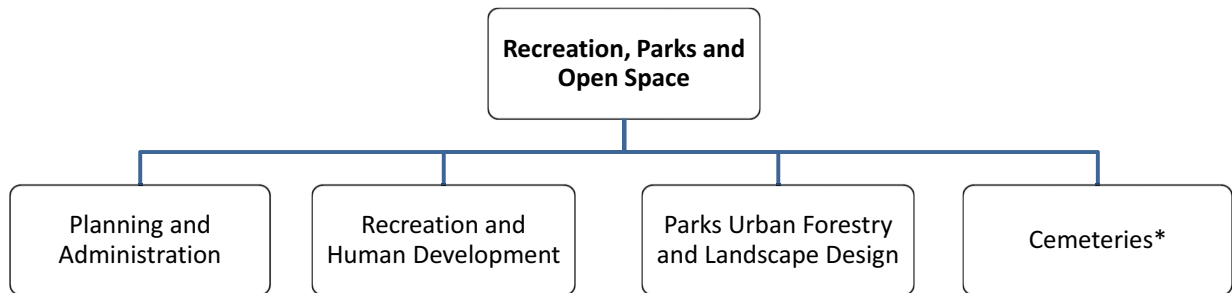 Recreation, Parks and
Open Space
Planning and
Administration
Recreation and
Human Development
Parks Urban Forestry
and Landscape Design
Cemeteries*